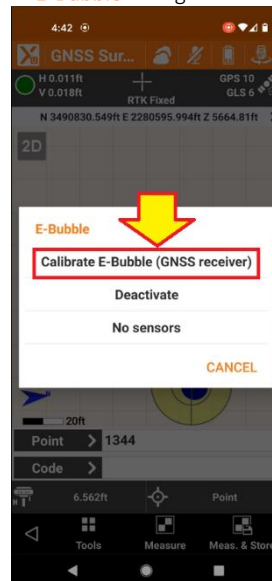 4:42
GNSS Sur...
H 0.011ft
V 0.018ft
RTK Fixed
GPS 10
GLS 6
N 3490830.549ft E 2280595.994ft Z 5664.81ft
2D
E-Bubble
Calibrate E-Bubble (GNSS receiver)
Deactivate
No sensors
CANCEL
20ft
Point > 1344
Code >
6.562ft
Point
Tools
Measure
Meas. & Stor